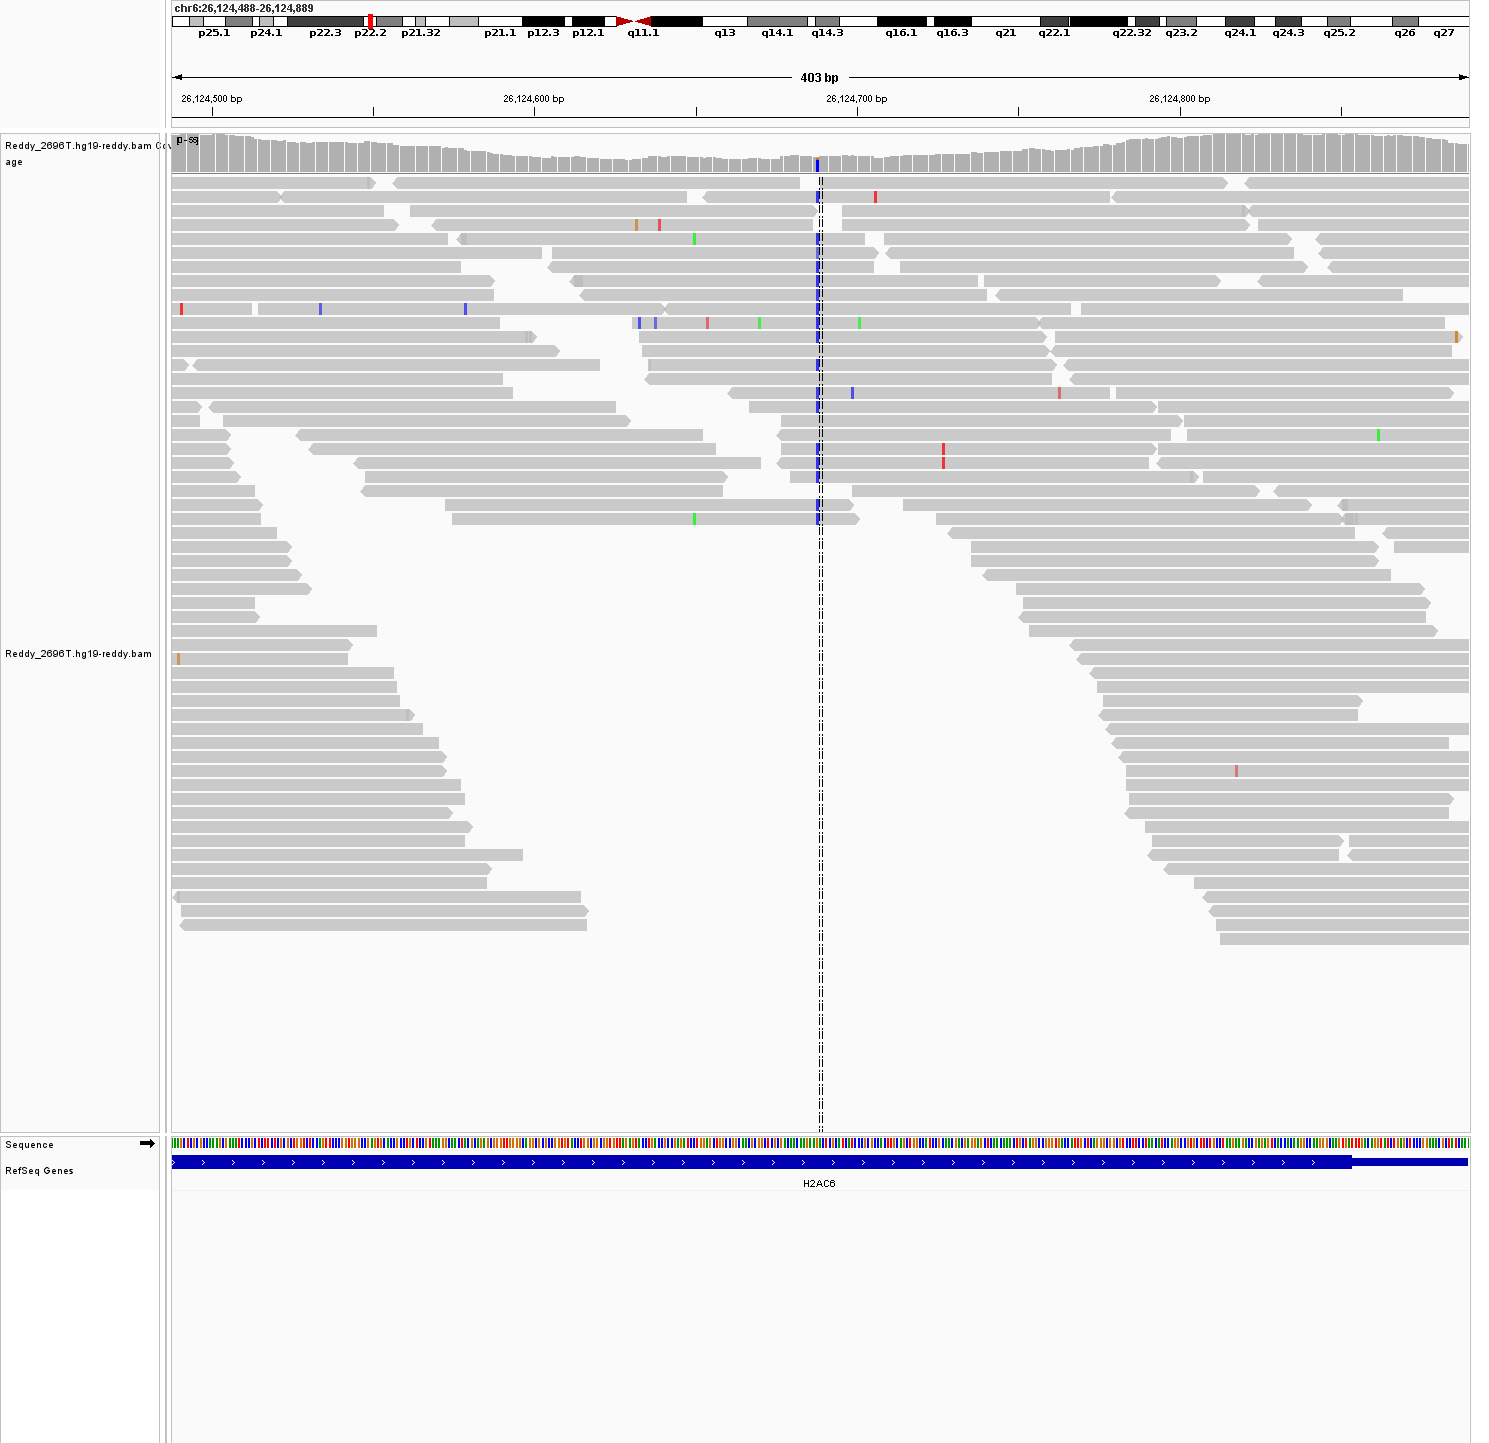 chr6:26,124,488-26,124,889
p25.1 p24.1 p22.3 p22.2 p21.32 p21.1 p12.3 p12.1 q11.1 q13 q14.1 q14.3 q16.1 q16.3 q21 q22.1 q22.32 q23.2 q24.1 q24.3 q25.2 q26 q27
403 bp
26,124,500 bp 26,124,600 bp 26,124,700 bp 26,124,800 bp
Reddy_2696T.hg19-reddy.bam Cov
age
Reddy_2696T.hg19-reddy.bam
Sequence
RefSeq Genes
H2AC6